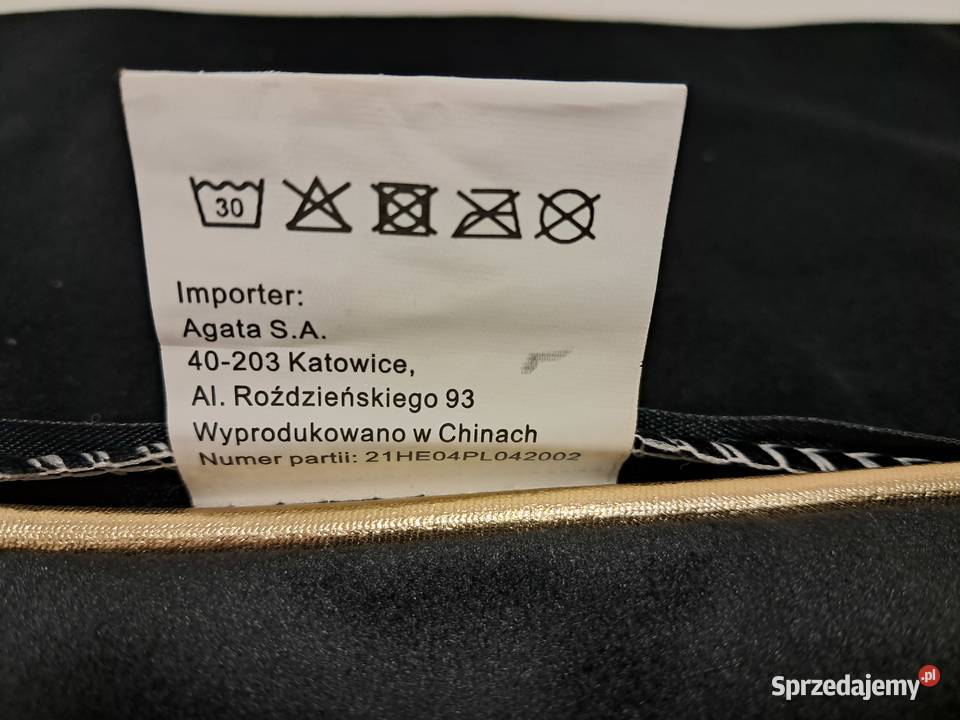 30
Importer:
Agata S.A.
40-203 Katowice,
Al. Roździeńskiego 93
Wyprodukowano w Chinach
Numer partii: 21HE04PL042002
Sprzedajemy.pl